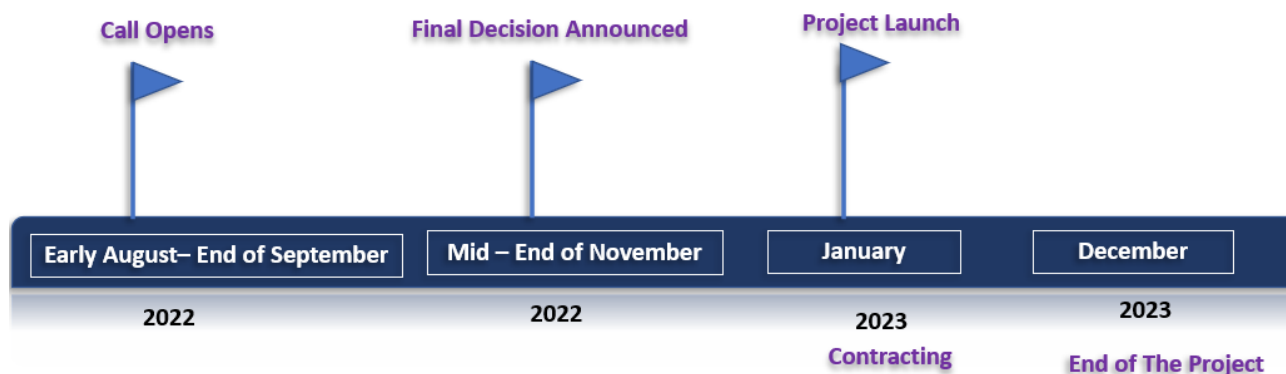 Call Opens
Final Decision Announced
Project Launch
Early August– End of September
Mid – End of November
January
December
2022
2022
2023
2023
Contracting
End of The Project